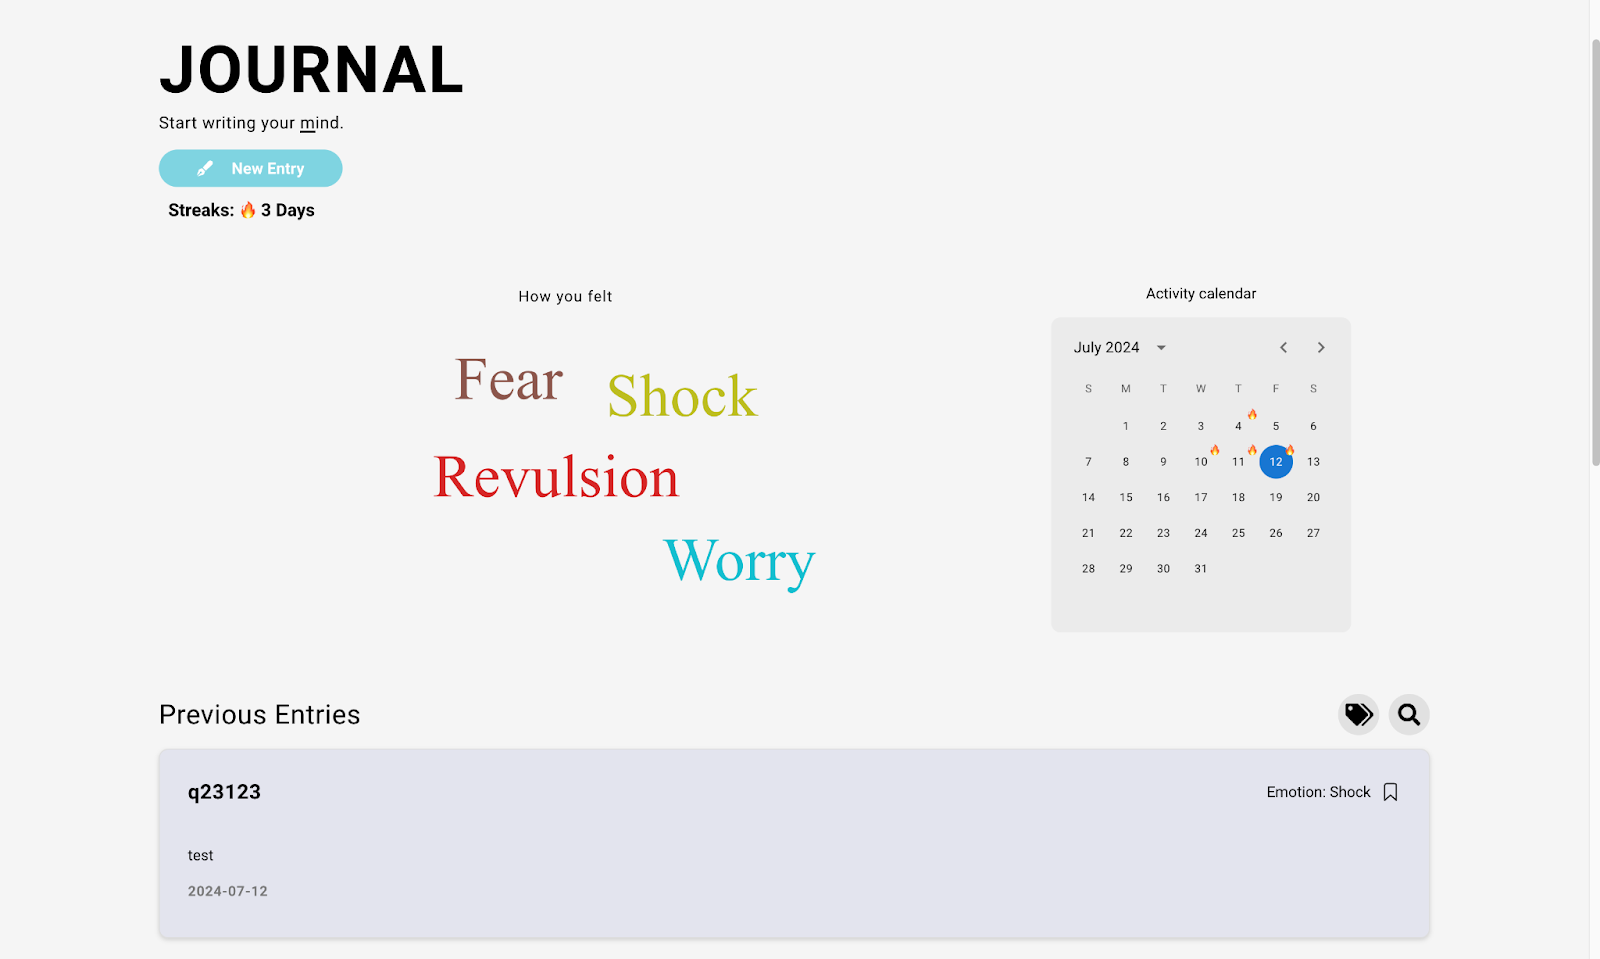 JOURNAL
Start writing your mind.
New Entry
Streaks: 🔥 3 Days
How you felt
Fear
Shock
Revulsion
Worry
Activity calendar
July 2024
S M T W T F S
1 2 3 4 5 6
7 8 9 10 11 12 13
14 15 16 17 18 19 20
21 22 23 24 25 26 27
28 29 30 31
Previous Entries
q23123
Emotion: Shock
test
2024-07-12